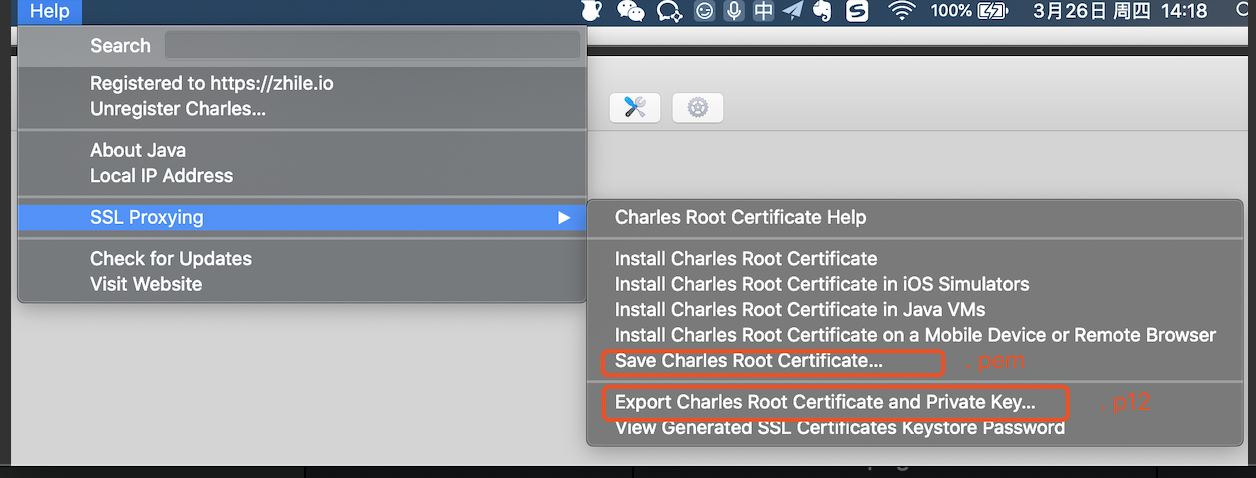 Help
中
100%
3月26日 周四 14:18
Search
Registered to https://zhile.io
Unregister Charles...
About Java
Local IP Address
SSL Proxying
Check for Updates
Visit Website
Charles Root Certificate Help
Install Charles Root Certificate
Install Charles Root Certificate in iOS Simulators
Install Charles Root Certificate in Java VMs
Install Charles Root Certificate on a Mobile Device or Remote Browser
Save Charles Root Certificate... .pem
Export Charles Root Certificate and Private Key... .p12
View Generated SSL Certificates Keystore Password